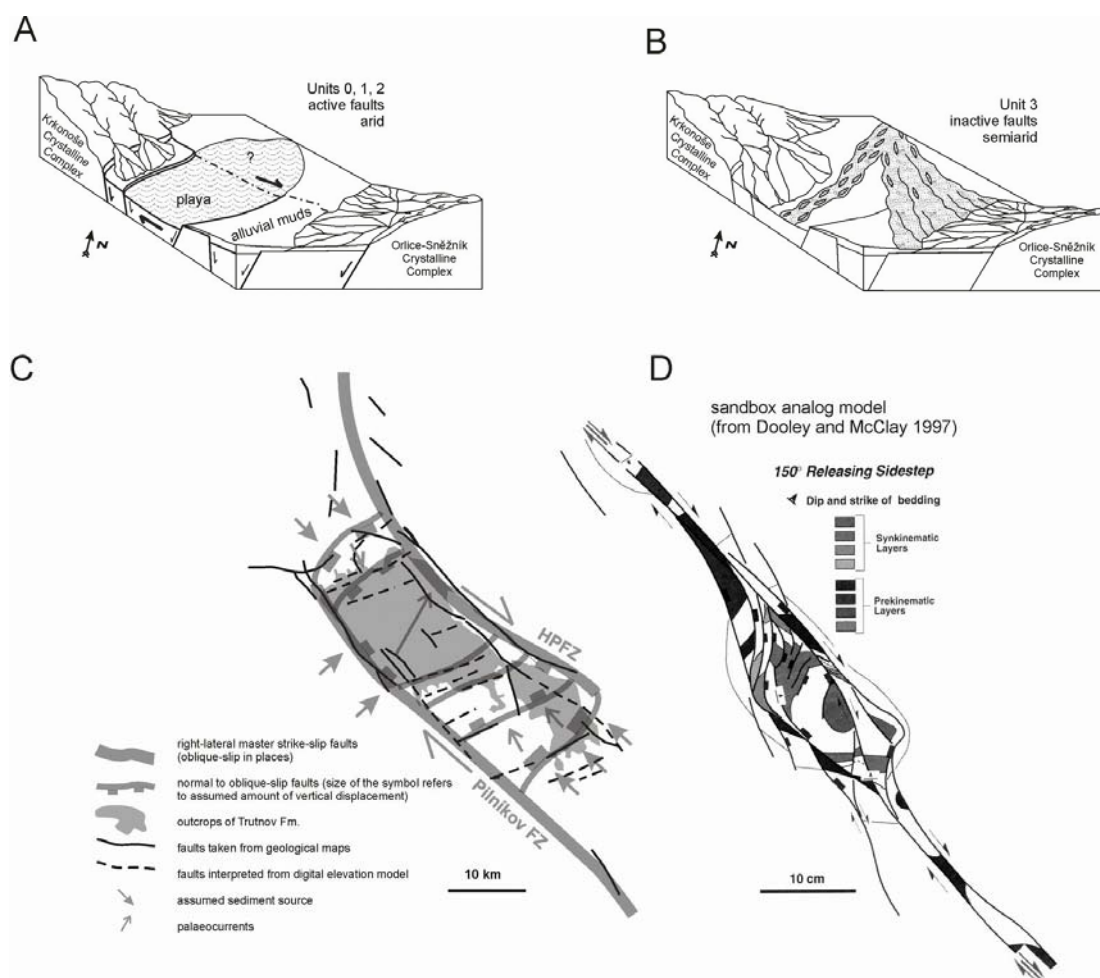 A
Units 0, 1, 2
active faults
arid
Krkonoše
Crystalline
Complex
?
playa
alluvial muds
N
Orlice-Sněžník
Crystalline
Complex
B
Unit 3
inactive faults
semiarid
Krkonoše
Crystalline
Complex
N
Orlice-Sněžník
Crystalline
Complex
C
HPFZ
Pilníkov FZ
right-lateral master strike-slip faults
(oblique-slip in places)
normal to oblique-slip faults (size of the symbol refers
to assumed amount of vertical displacement)
outcrops of Trutnov Fm.
faults taken from geological maps
faults interpreted from digital elevation model
assumed sediment source
palaeocurrents
10 km
D
sandbox analog model
(from Dooley and McClay 1997)
150° Releasing Sidestep
Dip and strike of bedding
Synkinematic
Layers
Prekinematic
Layers
10 cm